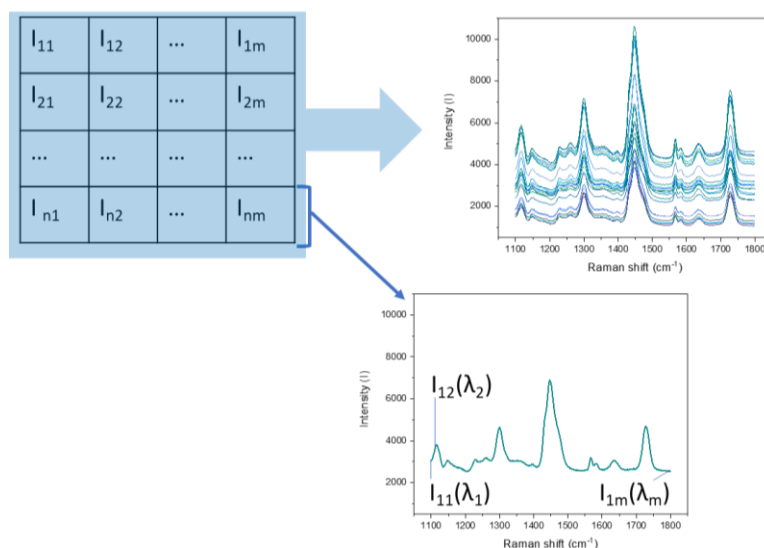 I11 I12 ... I1m
I21 I22 ... I2m
... ... ... ...
In1 In2 ... Inm
Intensity (I)
10000
8000
6000
4000
2000
1100 1200 1300 1400 1500 1600 1700 1800
Raman shift (cm-1)
Intensity (I)
10000
8000
6000
4000
2000
I12(λ2)
I11(λ1)
I1m(λm)
1100 1200 1300 1400 1500 1600 1700 1800
Raman shift (cm-1)